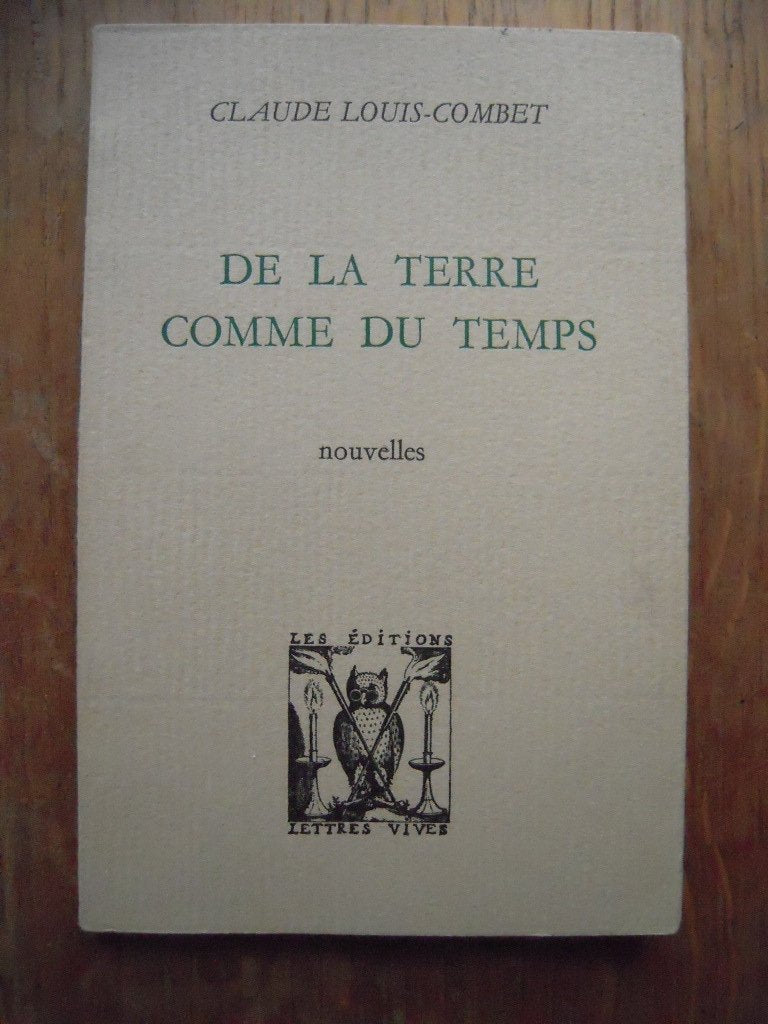 CLAUDE LOUIS-COMBET
DE LA TERRE
COMME DU TEMPS
nouvelles
LES ÉDITIONS
LETTRES VIVES